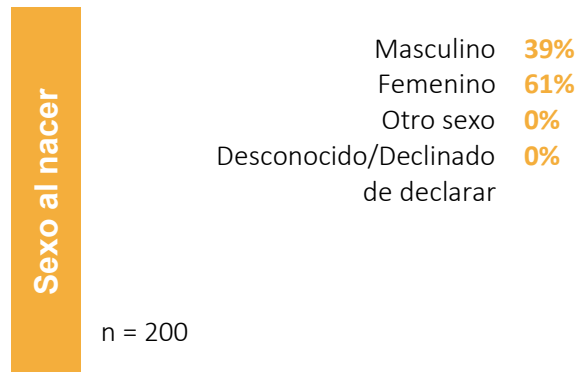 Sexo al nacer
Masculino 39%
Femenino 61%
Otro sexo 0%
Desconocido/Declinado 0%
de declarar
n = 200